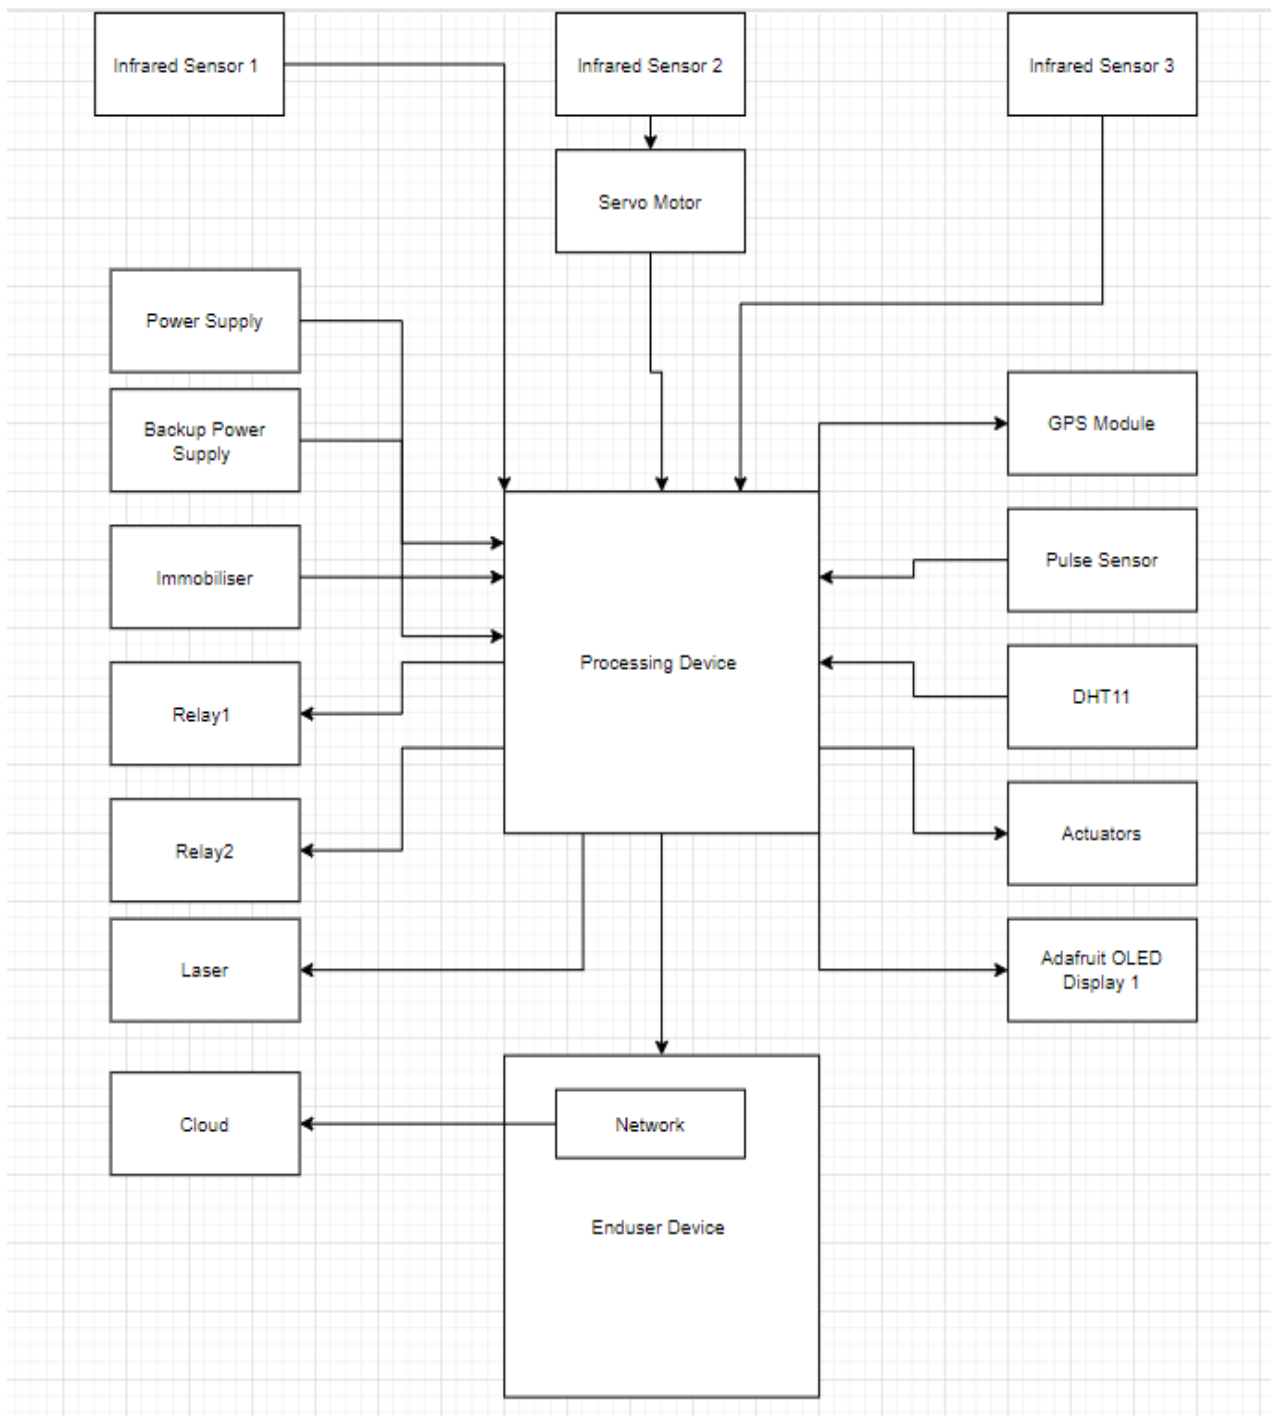 Infrared Sensor 1
Infrared Sensor 2
Infrared Sensor 3
Servo Motor
Power Supply
Backup Power
Supply
GPS Module
Immobiliser
Pulse Sensor
Processing Device
Relay1
DHT11
Relay2
Actuators
Laser
Adafruit OLED
Display 1
Cloud
Network
Enduser Device